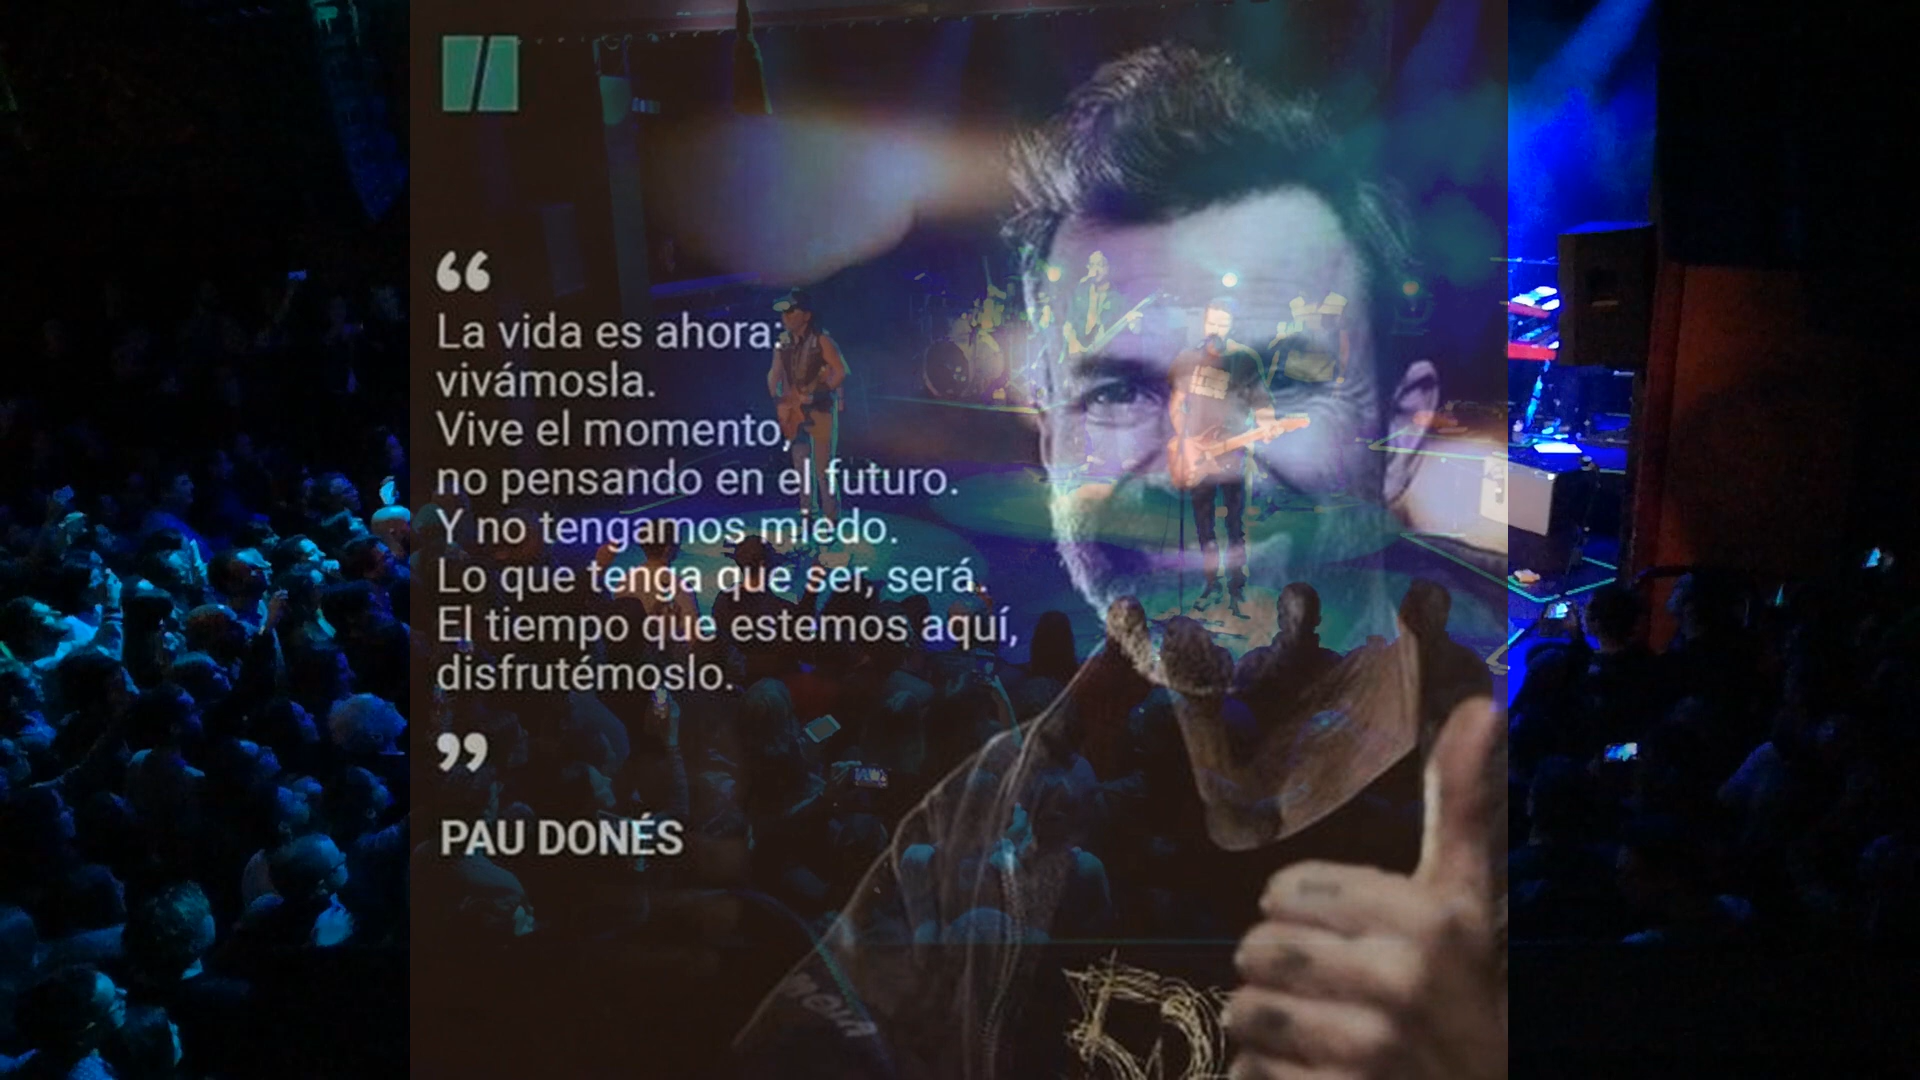 “
La vida es ahora:
vivámosla.
Vive el momento,
no pensando en el futuro.
Y no tengamos miedo.
Lo que tenga que ser, será.
El tiempo que estemos aquí,
disfrutémoslo.
”
PAU DONÉS